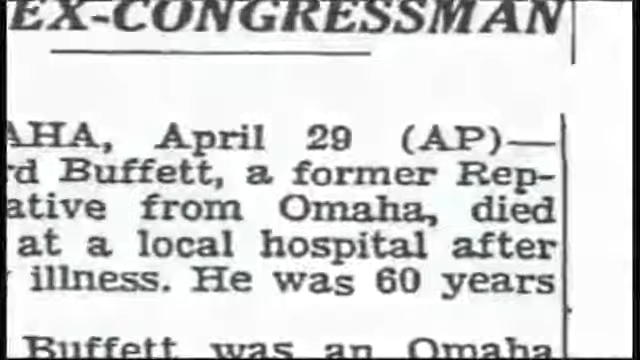 EX-CONGRESSMAN
AHA, April 29 (AP)—
rd Buffett, a former Rep-
ative from Omaha, died
at a local hospital after
illness. He was 60 years
Buffett was an Omaha